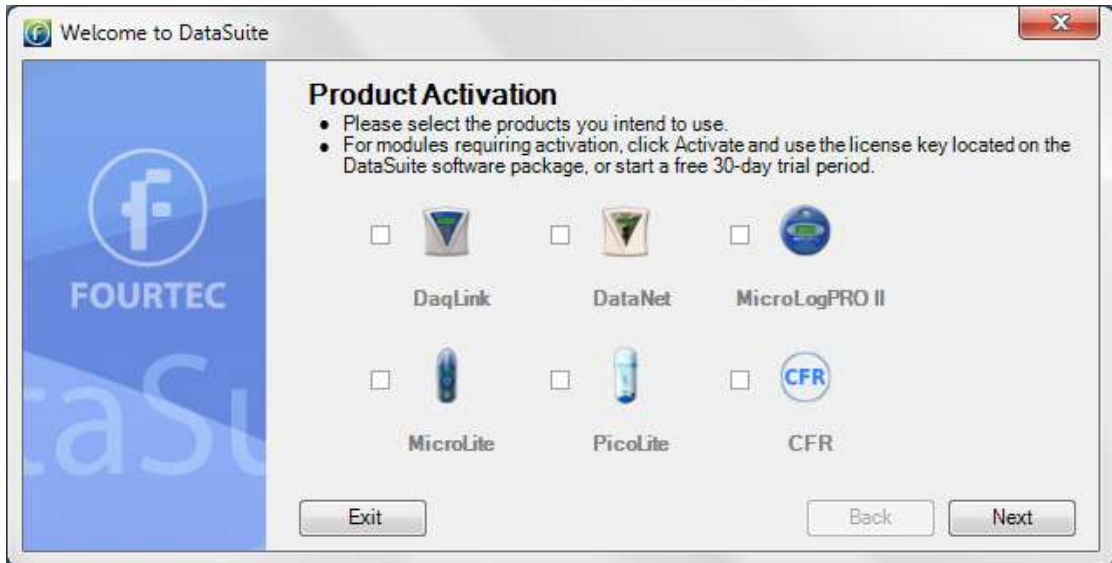 Welcome to DataSuite
Product Activation
• Please select the products you intend to use.
• For modules requiring activation, click Activate and use the license key located on the
DataSuite software package, or start a free 30-day trial period.
DaqLink DataNet MicroLogPRO II
CFR
MicroLite PicoLite CFR
FOURTEC
taSu
Exit Back Next